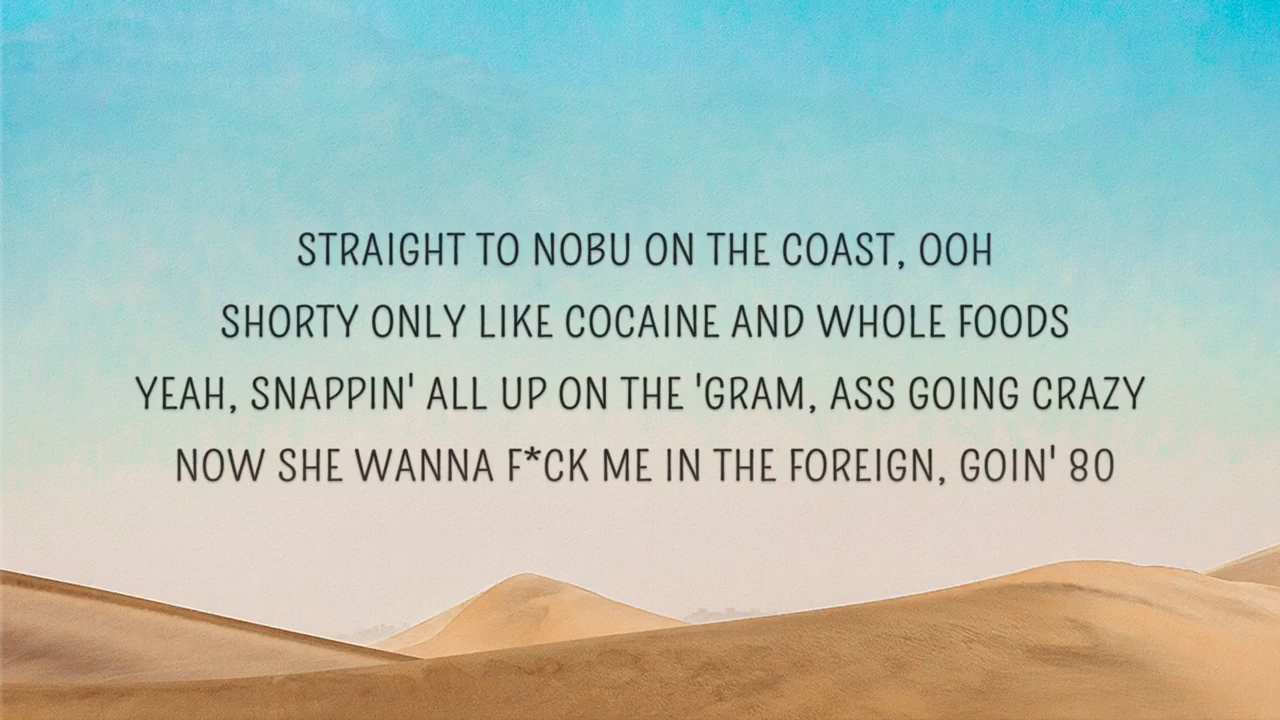 STRAIGHT TO NOBU ON THE COAST, OOH
SHORTY ONLY LIKE COCAINE AND WHOLE FOODS
YEAH, SNAPPIN' ALL UP ON THE 'GRAM, ASS GOING CRAZY
NOW SHE WANNA F*CK ME IN THE FOREIGN, GOIN' 80